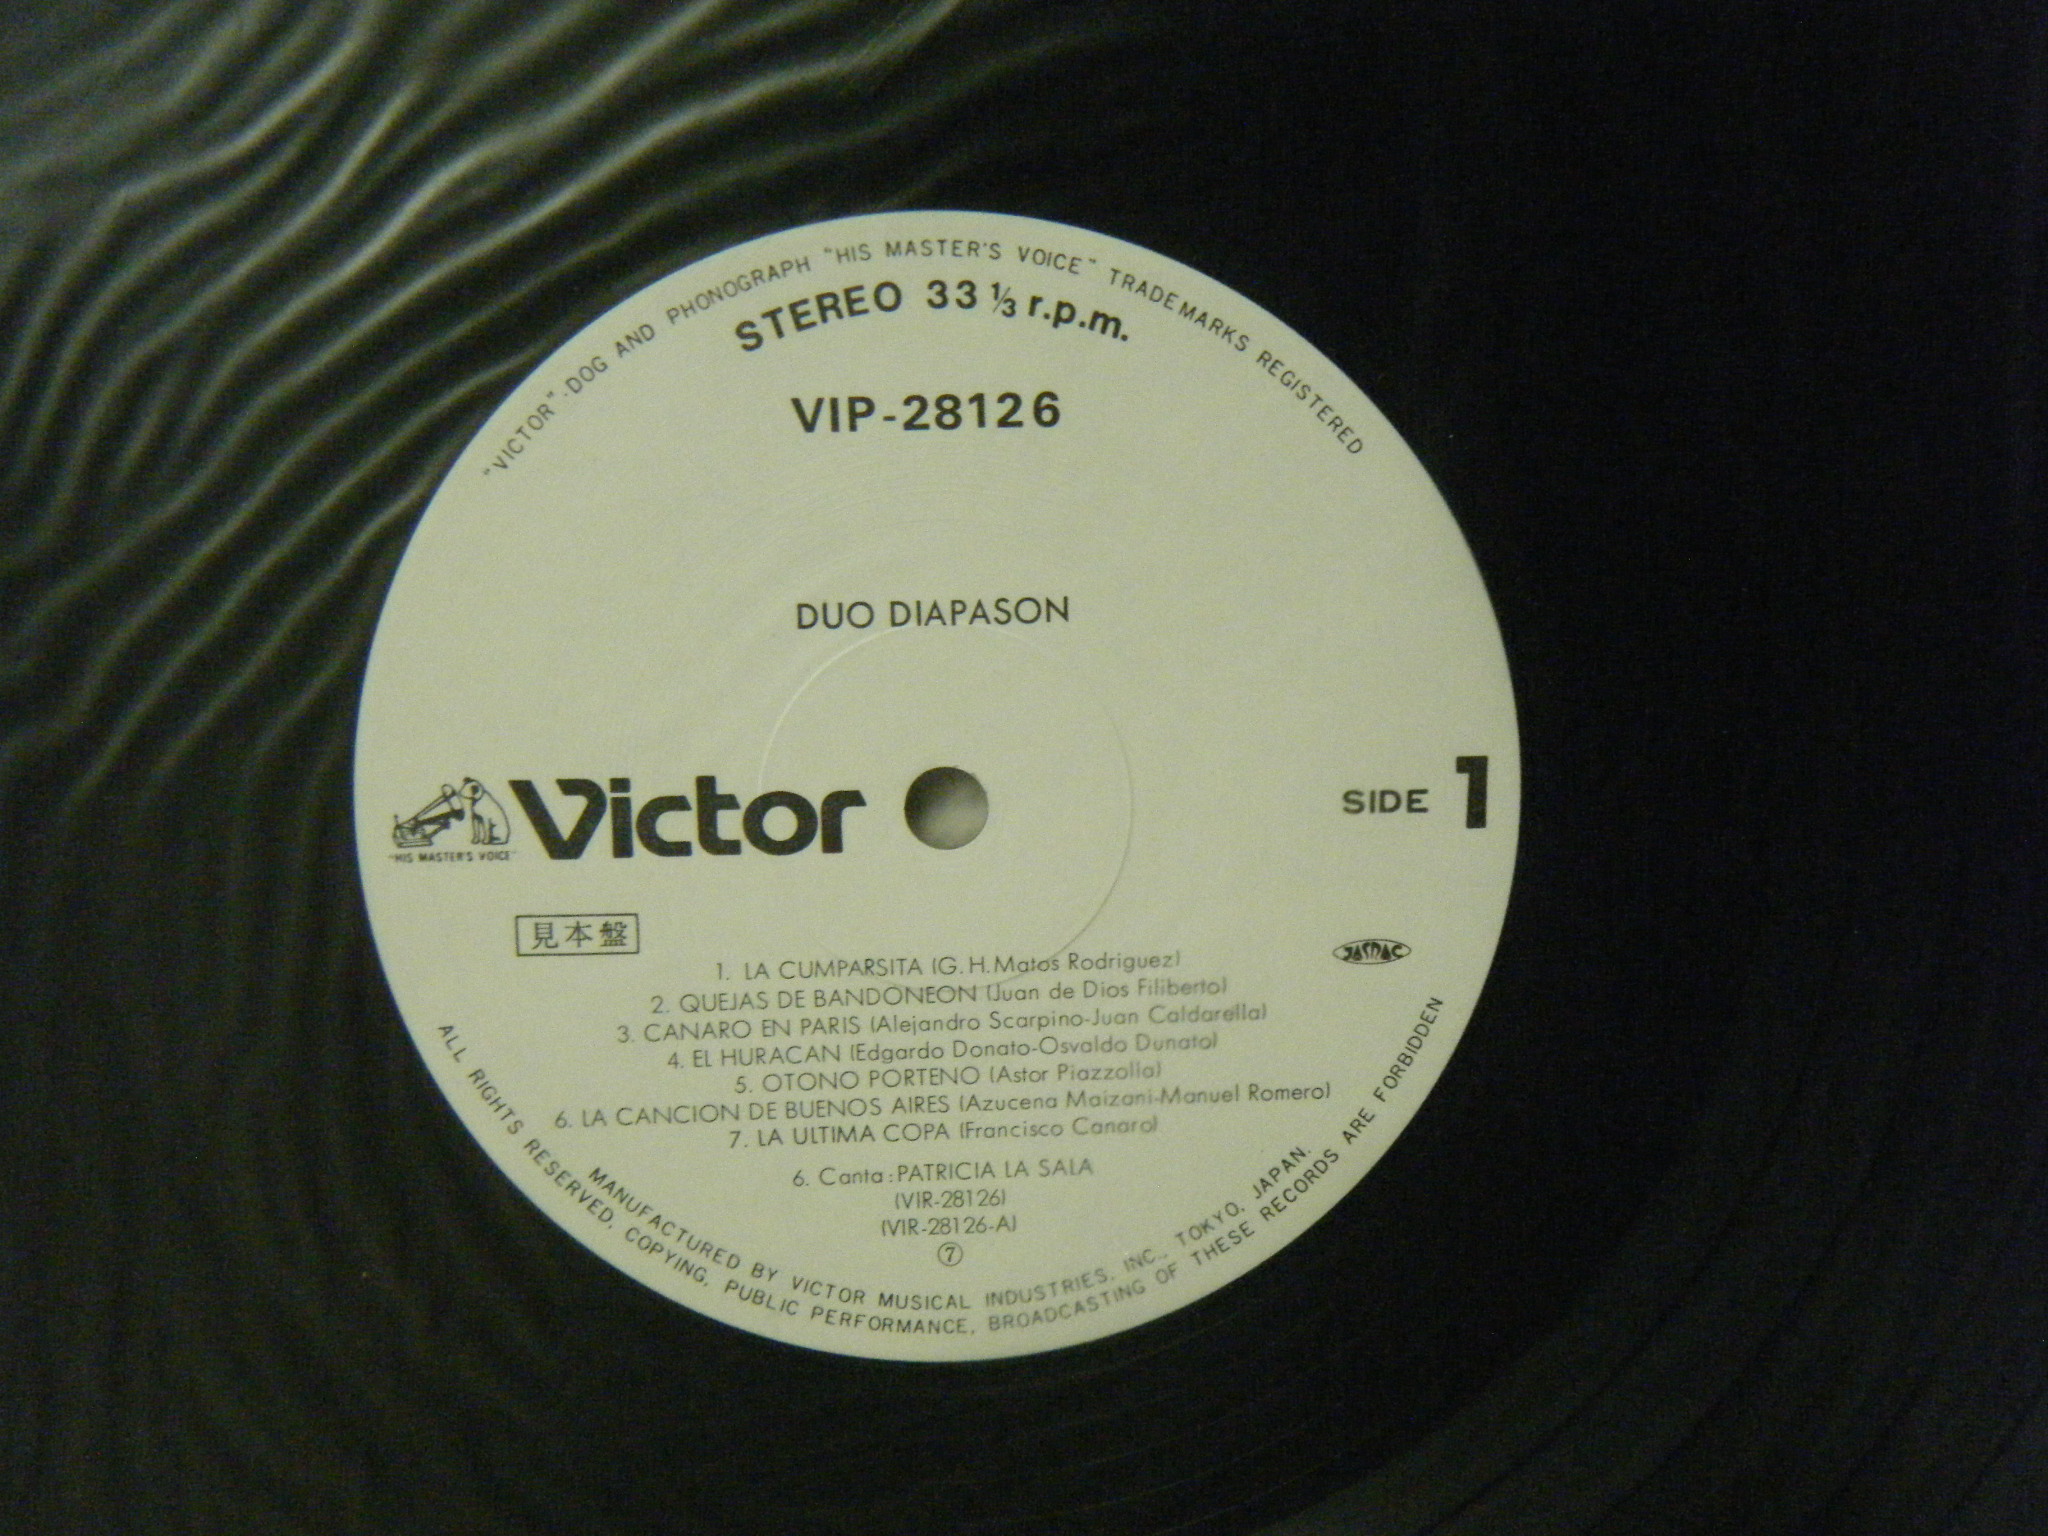 "VICTOR" ·DOG AND PHONOGRAPH "HIS MASTER'S VOICE" TRADEMARKS REGISTERED
STEREO 33 ⅓ r.p.m.
VIP-28126
DUO DIAPASON
Victor
"HIS MASTER'S VOICE"
SIDE 1
見本盤
JASRAC
1. LA CUMPARSITA (G. H. Matos Rodriguez)
2. QUEJAS DE BANDONEON (Juan de Dios Filiberto)
3. CANARO EN PARIS (Alejandro Scarpino-Juan Caldarella)
4. EL HURACAN (Edgardo Donato-Osvaldo Dunato)
5. OTONO PORTENO (Astor Piazzolla)
6. LA CANCION DE BUENOS AIRES (Azucena Maizani-Manuel Romero)
7. LA ULTIMA COPA (Francisco Canaro)
6. Canta : PATRICIA LA SALA
(VIR-28126)
(VIR-28126-A)
⑦
MANUFACTURED BY VICTOR MUSICAL INDUSTRIES, INC., TOKYO, JAPAN.
ALL RIGHTS RESERVED, COPYING, PUBLIC PERFORMANCE, BROADCASTING OF THESE RECORDS ARE FORBIDDEN